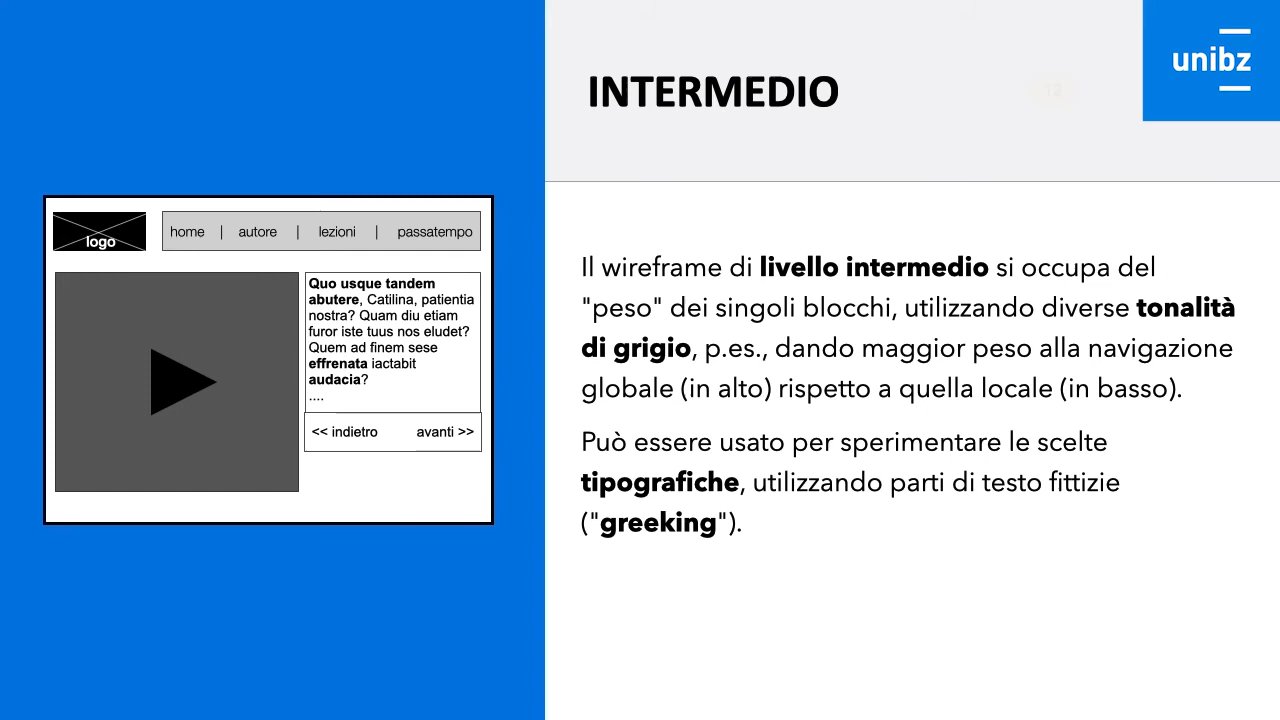 INTERMEDIO
12
unibz
logo
home | autore | lezioni | passatempo
Quo usque tandem
abutere, Catilina, patientia
nostra? Quam diu etiam
furor iste tuus nos eludet?
Quem ad finem sese
effrenata iactabit
audacia?
....
<< indietro avanti >>
Il wireframe di livello intermedio si occupa del
"peso" dei singoli blocchi, utilizzando diverse tonalità
di grigio, p.es., dando maggior peso alla navigazione
globale (in alto) rispetto a quella locale (in basso).
Può essere usato per sperimentare le scelte
tipografiche, utilizzando parti di testo fittizie
("greeking").